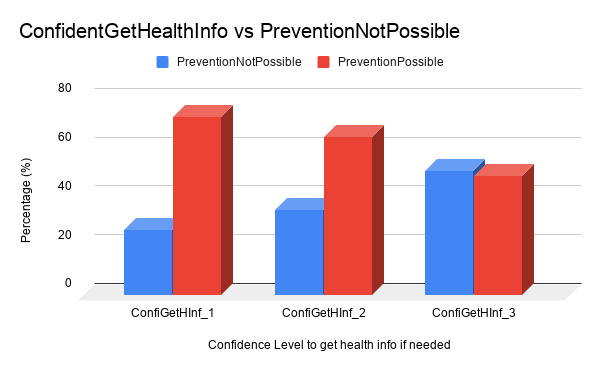 ConfidentGetHealthInfo vs PreventionNotPossible
PreventionNotPossible PreventionPossible
80
60
40
20
0
Percentage (%)
ConfiGetHInf_1 ConfiGetHInf_2 ConfiGetHInf_3
Confidence Level to get health info if needed